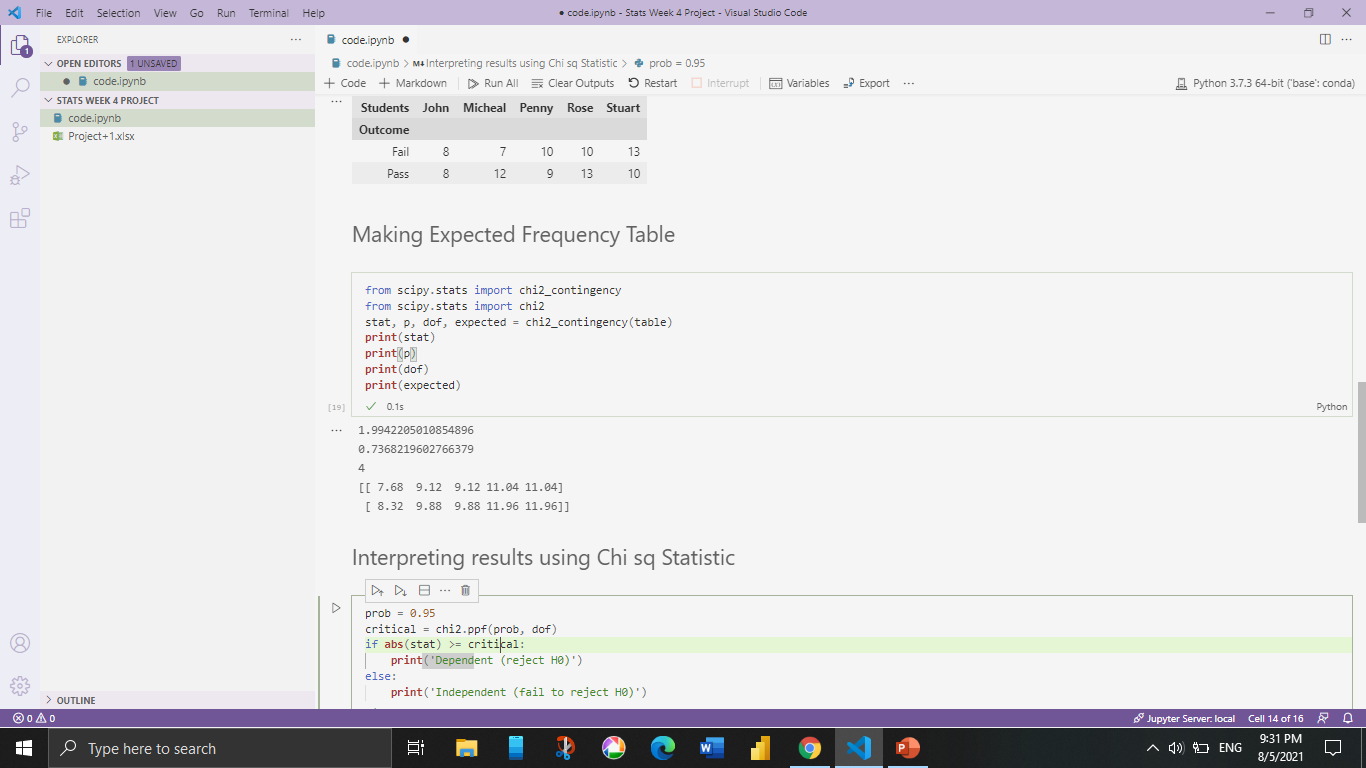 File Edit Selection View Go Run Terminal Help
● code.ipynb - Stats Week 4 Project - Visual Studio Code
EXPLORER
code.ipynb ●
OPEN EDITORS 1 UNSAVED
code.ipynb > M↓Interpreting results using Chi sq Statistic > prob = 0.95
● code.ipynb
+ Code + Markdown Run All Clear Outputs Restart Interrupt Variables Export ... Python 3.7.3 64-bit ('base': conda)
STATS WEEK 4 PROJECT
code.ipynb
Project+1.xlsx
Students John Micheal Penny Rose Stuart
Outcome
Fail 8 7 10 10 13
Pass 8 12 9 13 10
Making Expected Frequency Table
from scipy.stats import chi2_contingency
from scipy.stats import chi2
stat, p, dof, expected = chi2_contingency(table)
print(stat)
print(p)
print(dof)
print(expected)
[19] ✓ 0.1s Python
1.9942205010854896
0.7368219602766379
4
[[ 7.68 9.12 9.12 11.04 11.04]
[ 8.32 9.88 9.88 11.96 11.96]]
Interpreting results using Chi sq Statistic
prob = 0.95
critical = chi2.ppf(prob, dof)
if abs(stat) >= critical:
print('Dependent (reject H0)')
else:
print('Independent (fail to reject H0)')
OUTLINE
0 0 Jupyter Server: local Cell 14 of 16
1
Type here to search
ENG
9:31 PM
8/5/2021